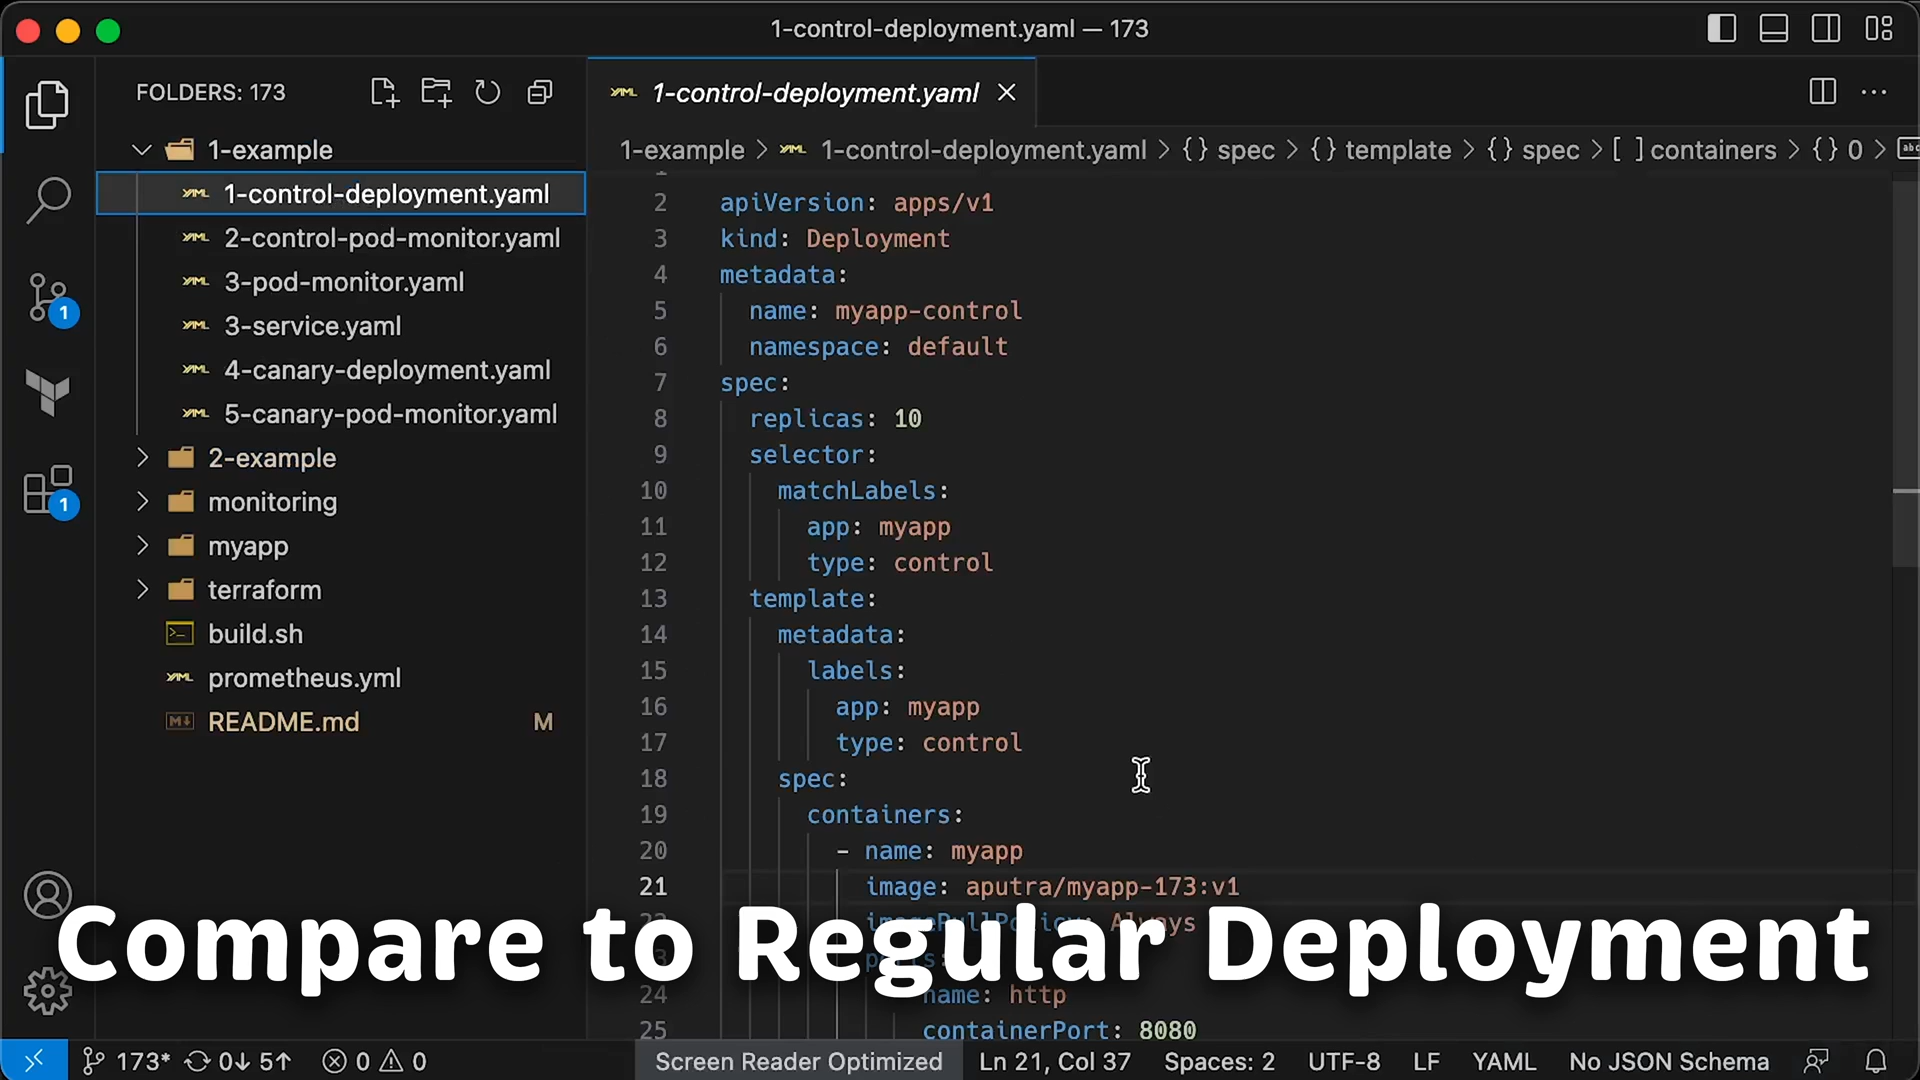 1-control-deployment.yaml — 173
FOLDERS: 173
1-example
1-control-deployment.yaml
2-control-pod-monitor.yaml
3-pod-monitor.yaml
3-service.yaml
4-canary-deployment.yaml
5-canary-pod-monitor.yaml
2-example
monitoring
myapp
terraform
build.sh
prometheus.yml
README.md M
1
1
1-control-deployment.yaml
1-example > 1-control-deployment.yaml > {} spec > {} template > {} spec > [ ] containers > {} 0 > abc
1
2 apiVersion: apps/v1
3 kind: Deployment
4 metadata:
5 name: myapp-control
6 namespace: default
7 spec:
8 replicas: 10
9 selector:
10 matchLabels:
11 app: myapp
12 type: control
13 template:
14 metadata:
15 labels:
16 app: myapp
17 type: control
18 spec:
19 containers:
20 - name: myapp
21 image: aputra/myapp-173:v1
imagePullPolicy: Always
24 name: http
25 containerPort: 8080
Compare to Regular Deployment
173* 0↓ 5↑ 0 0 Screen Reader Optimized Ln 21, Col 37 Spaces: 2 UTF-8 LF YAML No JSON Schema